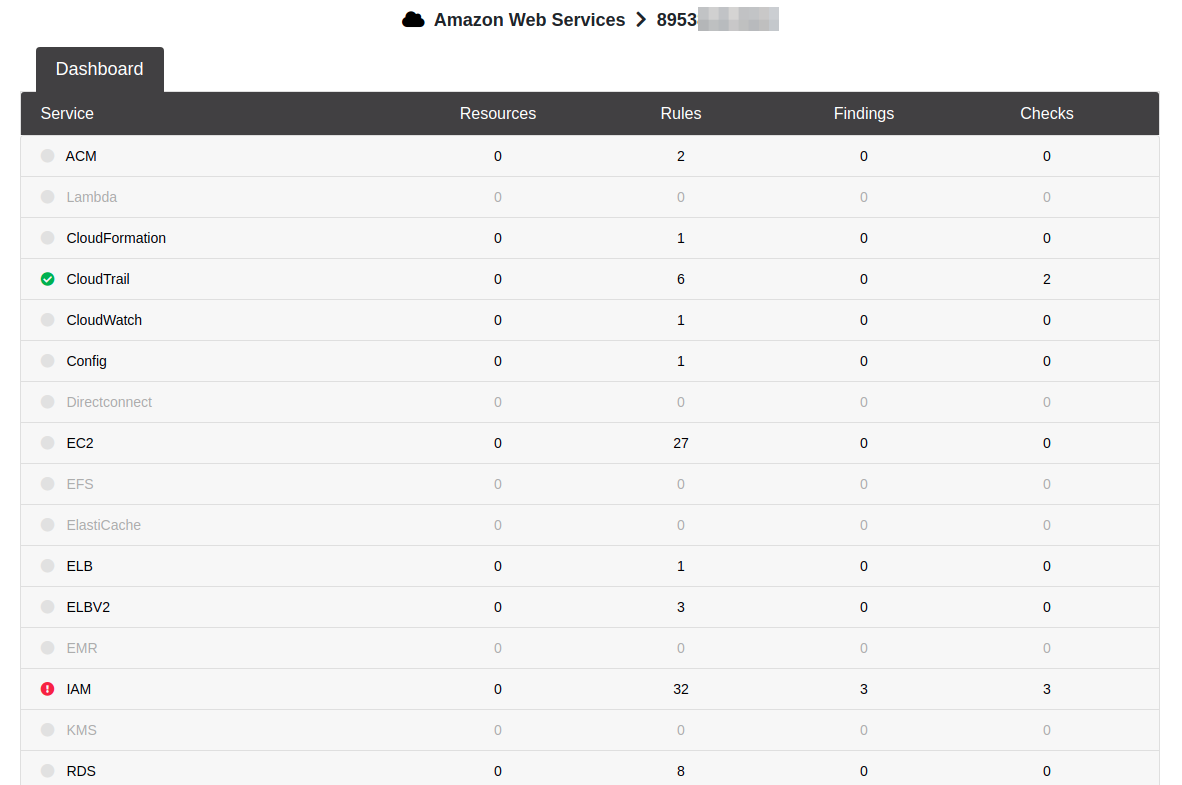 Amazon Web Services > 8953
Dashboard
Service Resources Rules Findings Checks
ACM 0 2 0 0
Lambda 0 0 0 0
CloudFormation 0 1 0 0
CloudTrail 0 6 0 2
CloudWatch 0 1 0 0
Config 0 1 0 0
Directconnect 0 0 0 0
EC2 0 27 0 0
EFS 0 0 0 0
ElastiCache 0 0 0 0
ELB 0 1 0 0
ELBV2 0 3 0 0
EMR 0 0 0 0
IAM 0 32 3 3
KMS 0 0 0 0
RDS 0 8 0 0